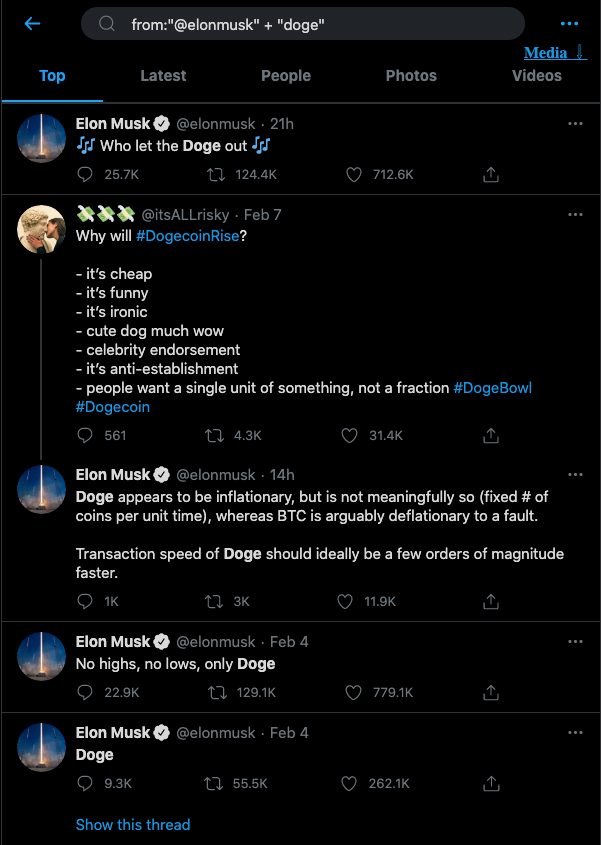 from:"@elonmusk" + "doge"
Media ⇩
Top Latest People Photos Videos
Elon Musk @elonmusk · 21h
🎶 Who let the Doge out 🎶
25.7K 124.4K 712.6K
💸💸💸 @itsALLrisky · Feb 7
Why will #DogecoinRise?
- it's cheap
- it's funny
- it's ironic
- cute dog much wow
- celebrity endorsement
- it's anti-establishment
- people want a single unit of something, not a fraction #DogeBowl
#Dogecoin
561 4.3K 31.4K
Elon Musk @elonmusk · 14h
Doge appears to be inflationary, but is not meaningfully so (fixed # of
coins per unit time), whereas BTC is arguably deflationary to a fault.
Transaction speed of Doge should ideally be a few orders of magnitude
faster.
1K 3K 11.9K
Elon Musk @elonmusk · Feb 4
No highs, no lows, only Doge
22.9K 129.1K 779.1K
Elon Musk @elonmusk · Feb 4
Doge
9.3K 55.5K 262.1K
Show this thread